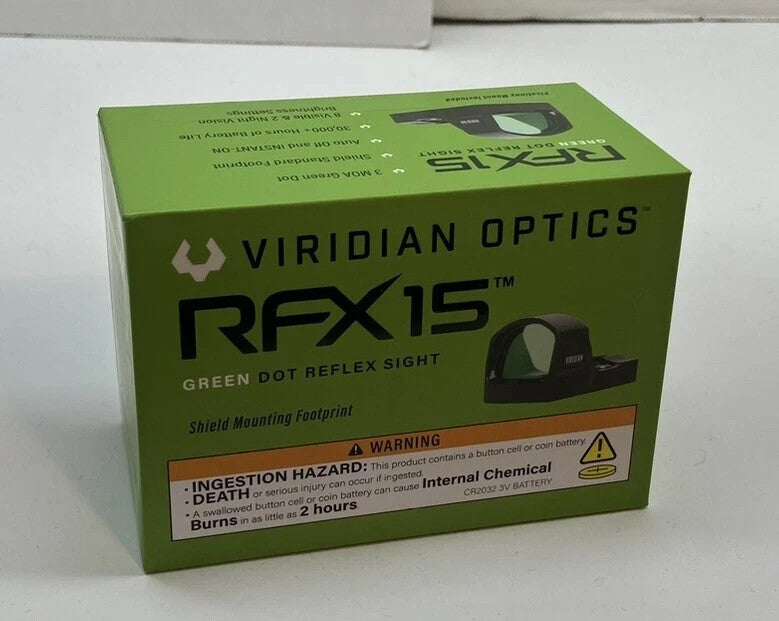 VIRIDIAN OPTICS™
RFX15™
GREEN DOT REFLEX SIGHT
Shield Mounting Footprint
WARNING
• INGESTION HAZARD: This product contains a button cell or coin battery.
• DEATH or serious injury can occur if ingested.
• A swallowed button cell or coin battery can cause Internal Chemical
Burns in as little as 2 hours.
CR2032 3V BATTERY
RFX15
GREEN DOT REFLEX SIGHT
3 MOA Green Dot
Shield Standard Footprint
Auto Off and INSTANT-ON
30,000+ Hours of Battery Life
8 Visible & 2 Night Vision
Brightness Settings
Picatinny Mount Included